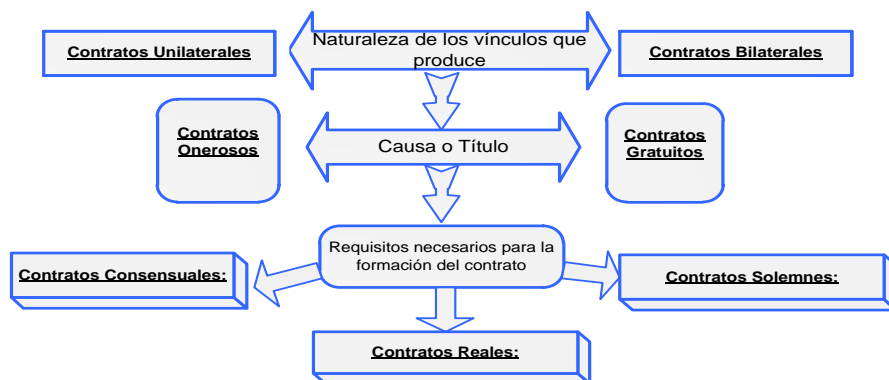 Contratos Unilaterales
Naturaleza de los vínculos que
produce
Contratos Bilaterales
Contratos
Onerosos
Causa o Título
Contratos
Gratuitos
Requisitos necesarios para la
formación del contrato
Contratos Consensuales:
Contratos Solemnes:
Contratos Reales: